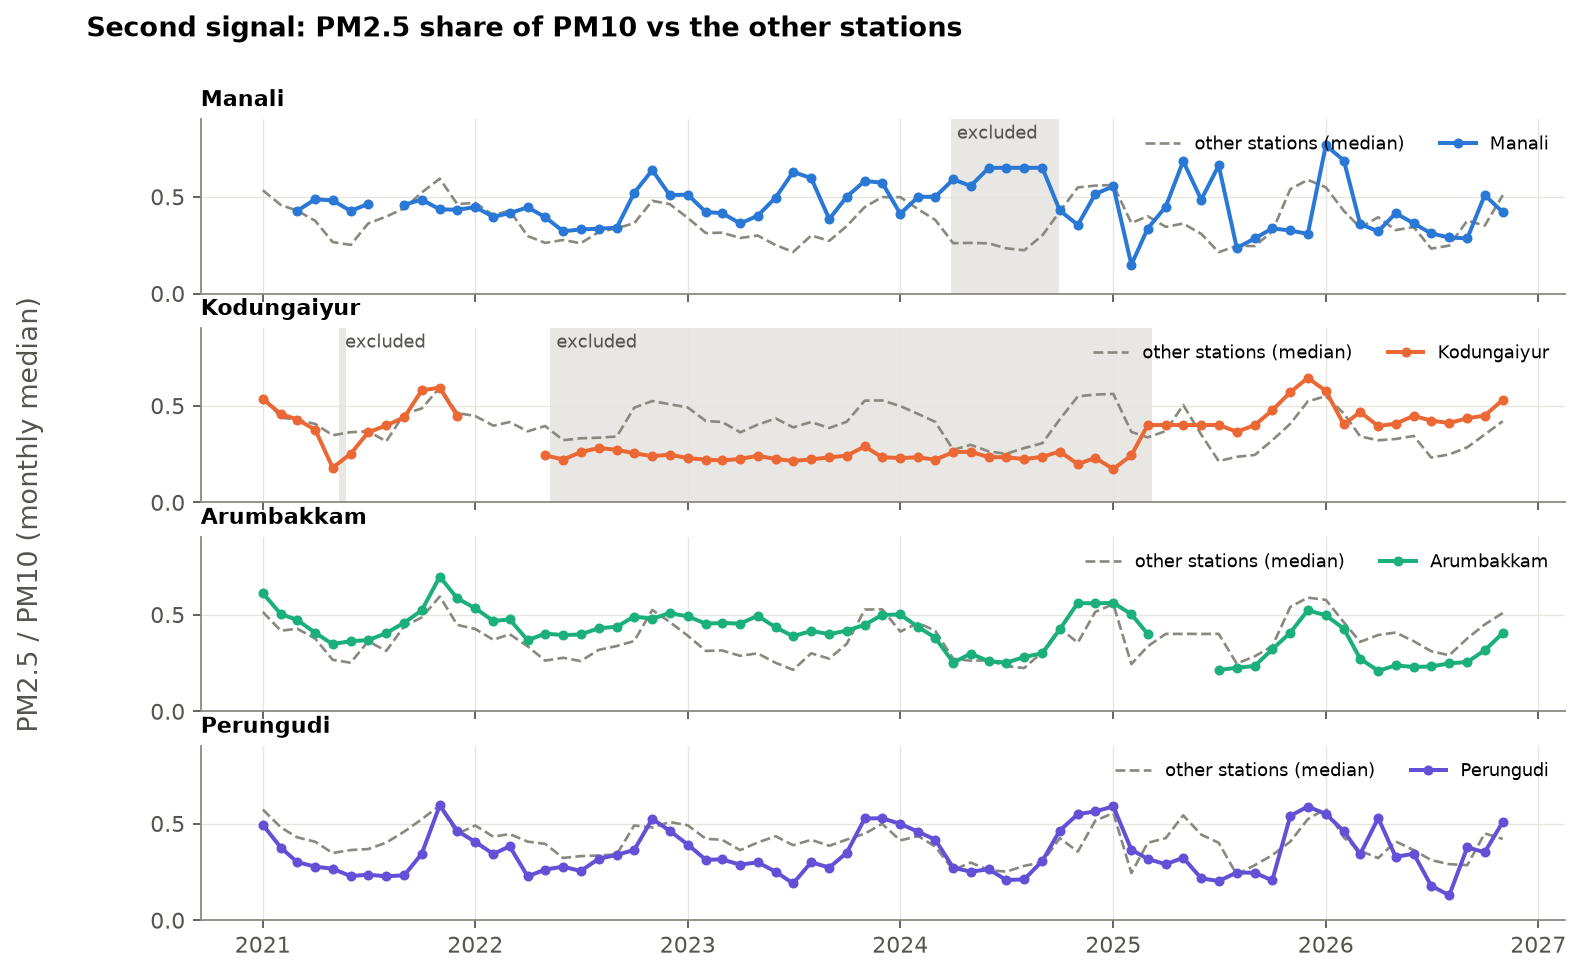 Second signal: PM2.5 share of PM10 vs the other stations
PM2.5 / PM10 (monthly median)
Manali
excluded
other stations (median)
Manali
0.5
0.0
Kodungaiyur
excluded
excluded
other stations (median)
Kodungaiyur
0.5
0.0
Arumbakkam
other stations (median)
Arumbakkam
0.5
0.0
Perungudi
other stations (median)
Perungudi
0.5
0.0
2021 2022 2023 2024 2025 2026 2027